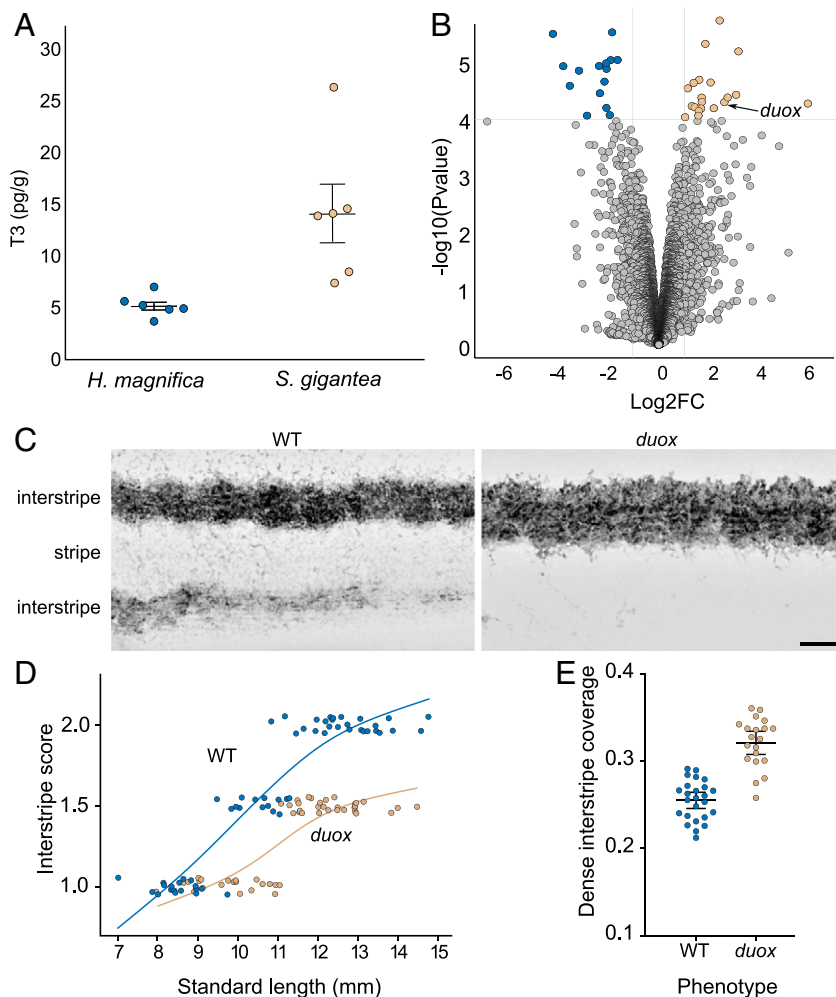 A
T3 (pg/g)
30
25
20
15
10
5
0
H. magnifica
S. gigantea
B
-log10(Pvalue)
5
4
3
2
1
0
duox
-6 -4 -2 0 2 4 6
Log2FC
C
WT
duox
interstripe
stripe
interstripe
D
Interstripe score
2.0
1.5
1.0
WT
duox
7 8 9 10 11 12 13 14 15
Standard length (mm)
E
Dense interstripe coverage
0.4
0.3
0.2
0.1
WT duox
Phenotype